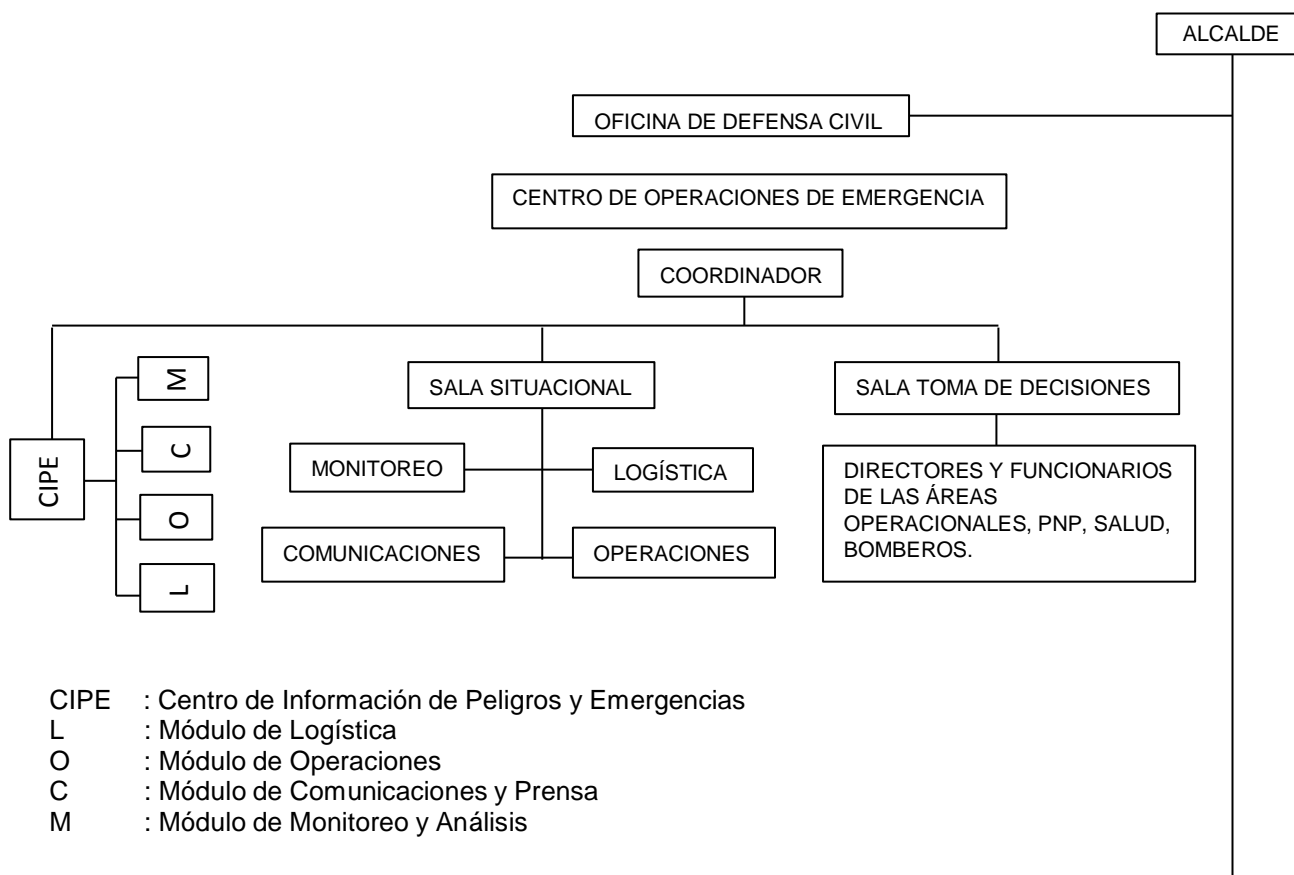 ALCALDE
OFICINA DE DEFENSA CIVIL
CENTRO DE OPERACIONES DE EMERGENCIA
COORDINADOR
CIPE
M
C
O
L
SALA SITUACIONAL
MONITOREO
LOGÍSTICA
COMUNICACIONES
OPERACIONES
SALA TOMA DE DECISIONES
DIRECTORES Y FUNCIONARIOS
DE LAS ÁREAS
OPERACIONALES, PNP, SALUD,
BOMBEROS.
CIPE : Centro de Información de Peligros y Emergencias
L : Módulo de Logística
O : Módulo de Operaciones
C : Módulo de Comunicaciones y Prensa
M : Módulo de Monitoreo y Análisis